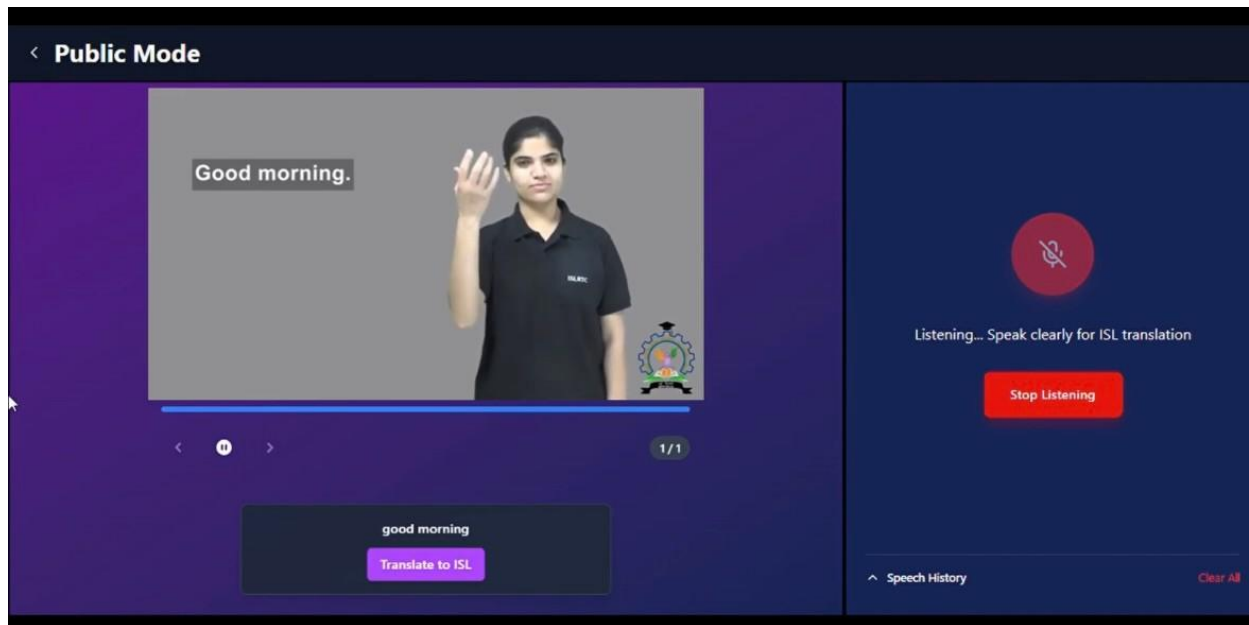 Public Mode
Good morning.
ISLRTC
Listening... Speak clearly for ISL translation
Stop Listening
1/1
good morning
Translate to ISL
Speech History
Clear All